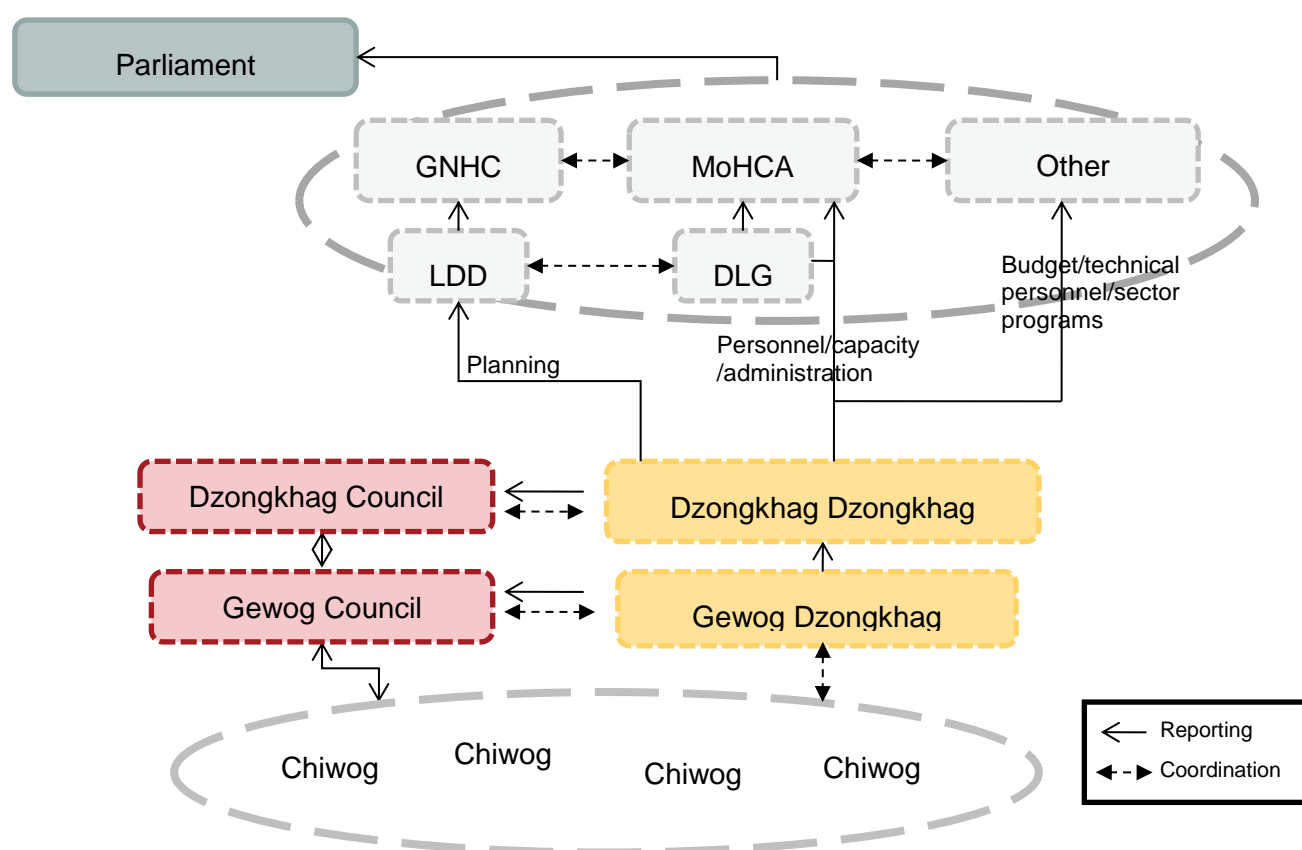 Parliament
GNHC
MoHCA
Other
LDD
DLG
Budget/technical
personnel/sector
programs
Planning
Personnel/capacity
/administration
Dzongkhag Council
Dzongkhag Dzongkhag
Gewog Council
Gewog Dzongkhag
Chiwog
Chiwog
Chiwog
Chiwog
Reporting
Coordination